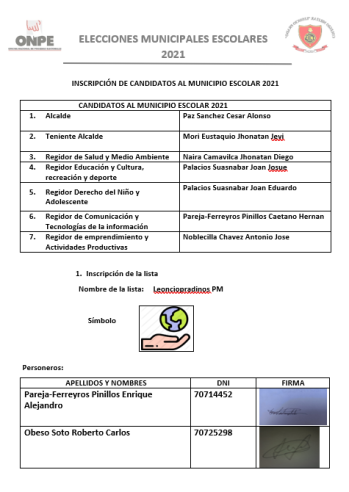 ONPE
ELECCIONES MUNICIPALES ESCOLARES
2021
INSCRIPCIÓN DE CANDIDATOS AL MUNICIPIO ESCOLAR 2021
CANDIDATOS AL MUNICIPIO ESCOLAR 2021
1. Alcalde Paz Sanchez Cesar Alonso
2. Teniente Alcalde Mori Eustaquio Jhonatan Jeyi
3. Regidor de Salud y Medio Ambiente Naira Camavilca Jhonatan Diego
4. Regidor Educación y Cultura, Palacios Suasnabar Joan Josue
recreación y deporte
5. Regidor Derecho del Niño y Palacios Suasnabar Joan Eduardo
Adolescente
6. Regidor de Comunicación y Pareja-Ferreyros Pinillos Caetano Hernan
Tecnologías de la información
7. Regidor de emprendimiento y Noblecilla Chavez Antonio Jose
Actividades Productivas
1. Inscripción de la lista
Nombre de la lista: Leonciopradinos PM
Símbolo
Personeros:
APELLIDOS Y NOMBRES DNI FIRMA
Pareja-Ferreyros Pinillos Enrique 70714452
Alejandro
Obeso Soto Roberto Carlos 70725298